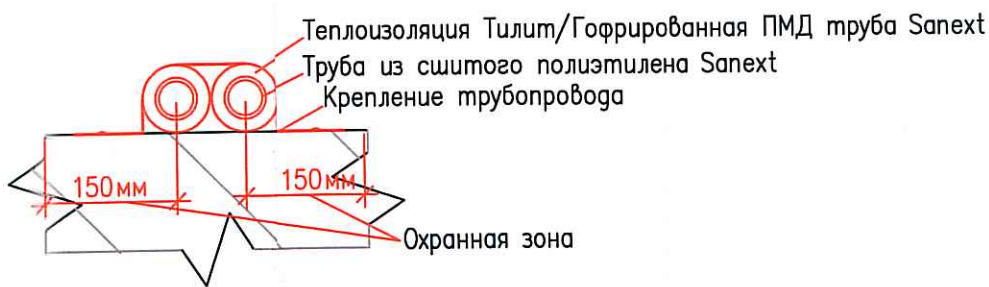 Теплоизоляция Тилит/Гофрированная ПМД труба Sanext
Труба из сшитого полиэтилена Sanext
Крепление трубопровода
150мм 150мм
Охранная зона